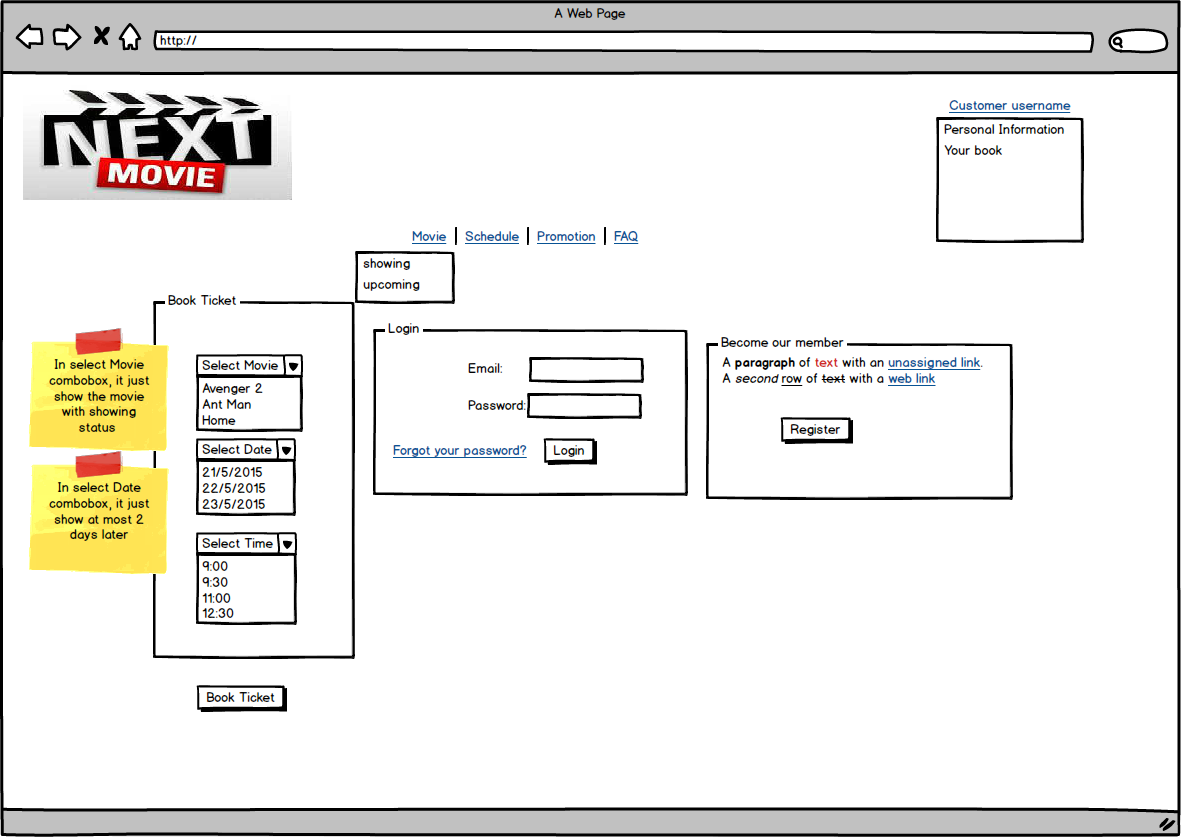 A Web Page
http://
NEXT
MOVIE
Customer username
Personal Information
Your book
Movie Schedule Promotion FAQ
showing
upcoming
Book Ticket
In select Movie
combobox, it just
show the movie
with showing
status
In select Date
combobox, it just
show at most 2
days later
Select Movie
Avenger 2
Ant Man
Home
Select Date
21/5/2015
22/5/2015
23/5/2015
Select Time
9:00
9:30
11:00
12:30
Book Ticket
Login
Email:
Password:
Forgot your password? Login
Become our member
A paragraph of text with an unassigned link.
A second row of text with a web link
Register